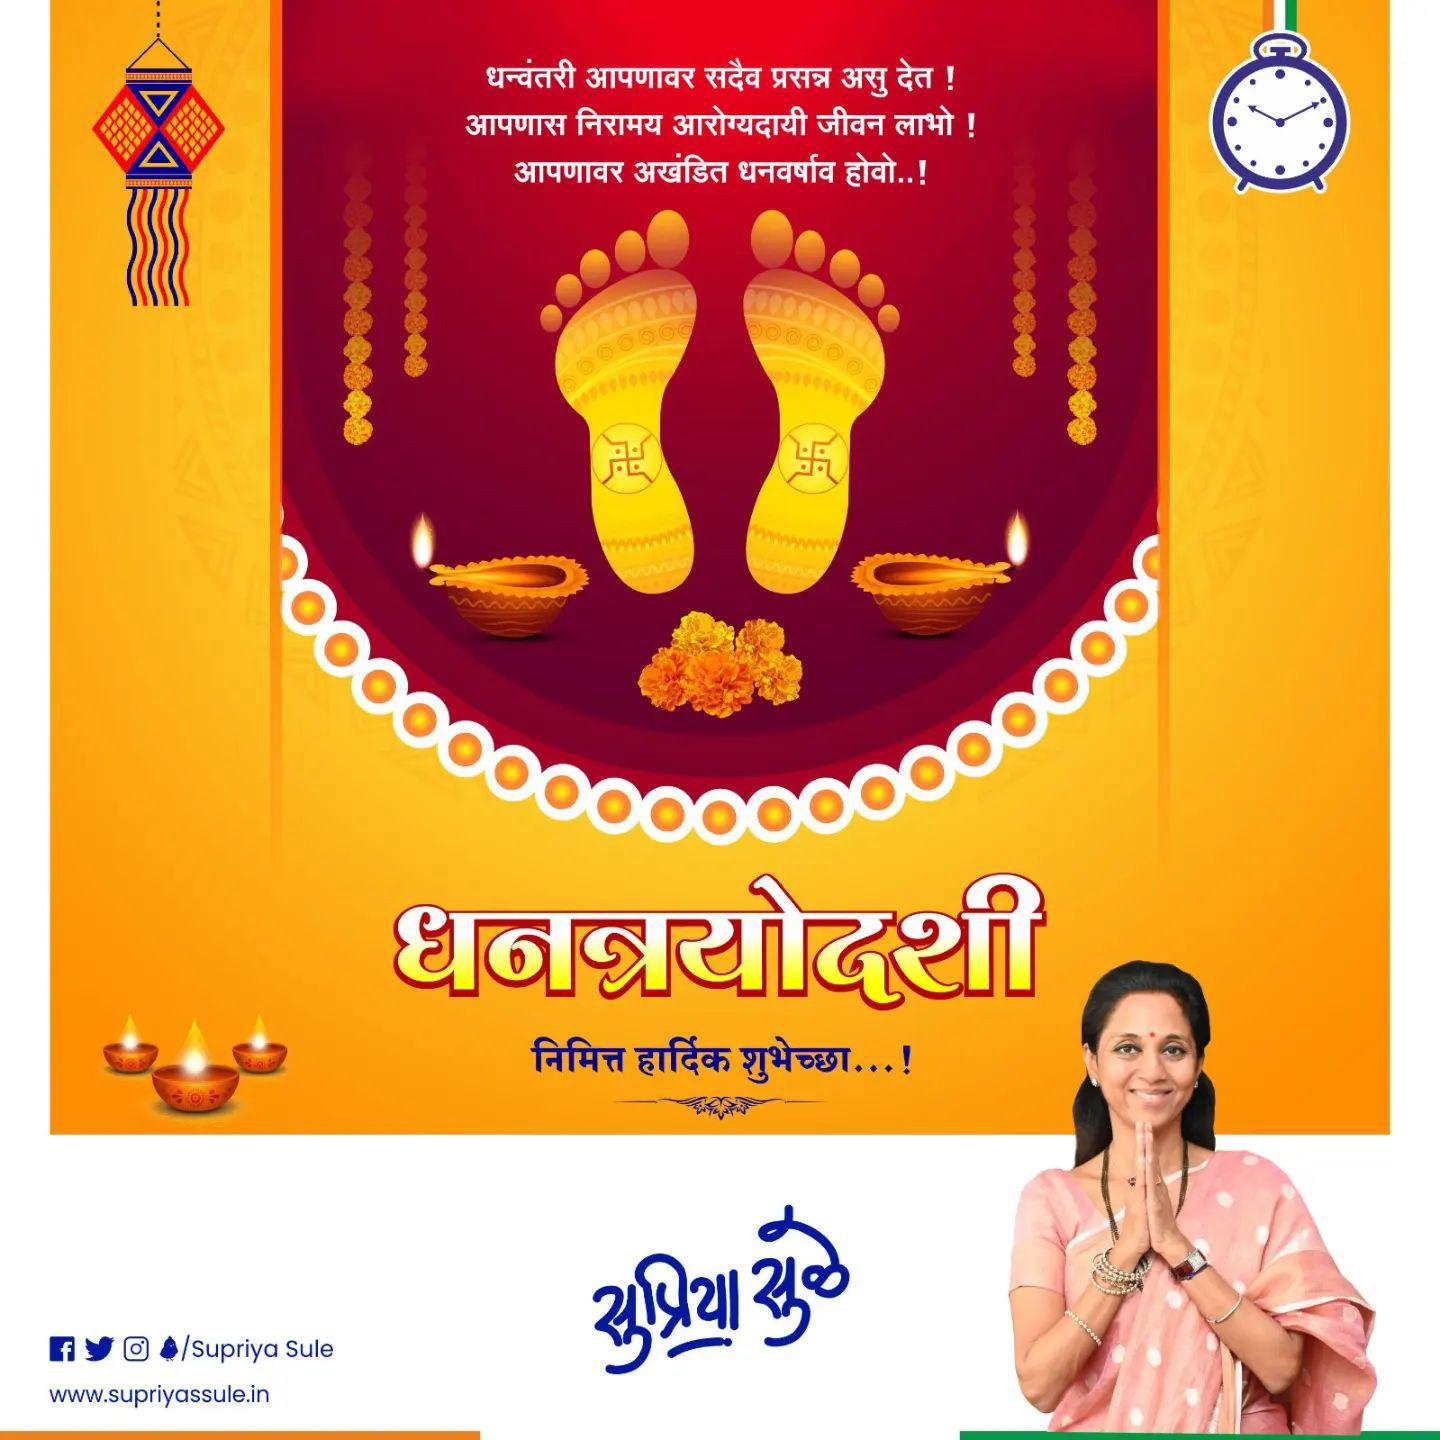 धन्वंतरी आपणावर सदैव प्रसन्न असु देत !
आपणास निरामय आरोग्यदायी जीवन लाभो !
आपणावर अखंडित धनवर्षाव होवो..!
धनत्रयोदशी
निमित्त हार्दिक शुभेच्छा...!
सुप्रिया सुळे
/Supriya Sule
www.supriyassule.in